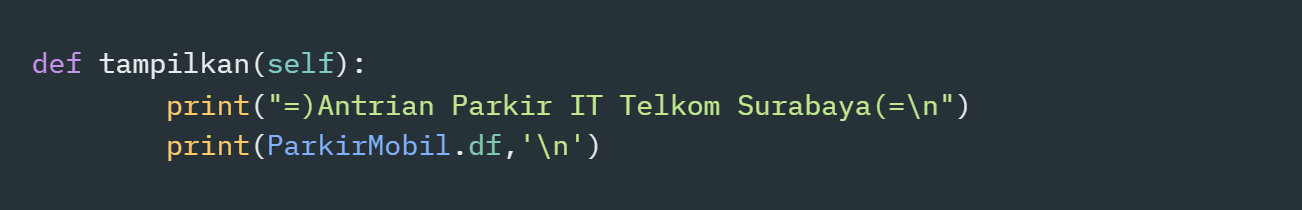 def tampilkan(self):
        print("=)Antrian Parkir IT Telkom Surabaya(=\n")
        print(ParkirMobil.df,'\n')